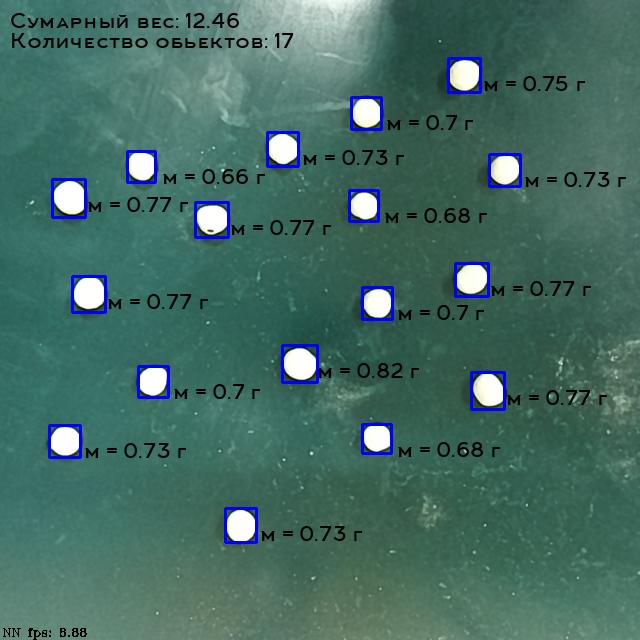 Сумарный вес: 12.46
Количество обьектов: 17
м = 0.75 г
м = 0.7 г
м = 0.73 г
м = 0.66 г
м = 0.73 г
м = 0.77 г
м = 0.77 г
м = 0.68 г
м = 0.77 г
м = 0.77 г
м = 0.7 г
м = 0.82 г
м = 0.7 г
м = 0.77 г
м = 0.73 г
м = 0.68 г
м = 0.73 г
NN fps: 8.88